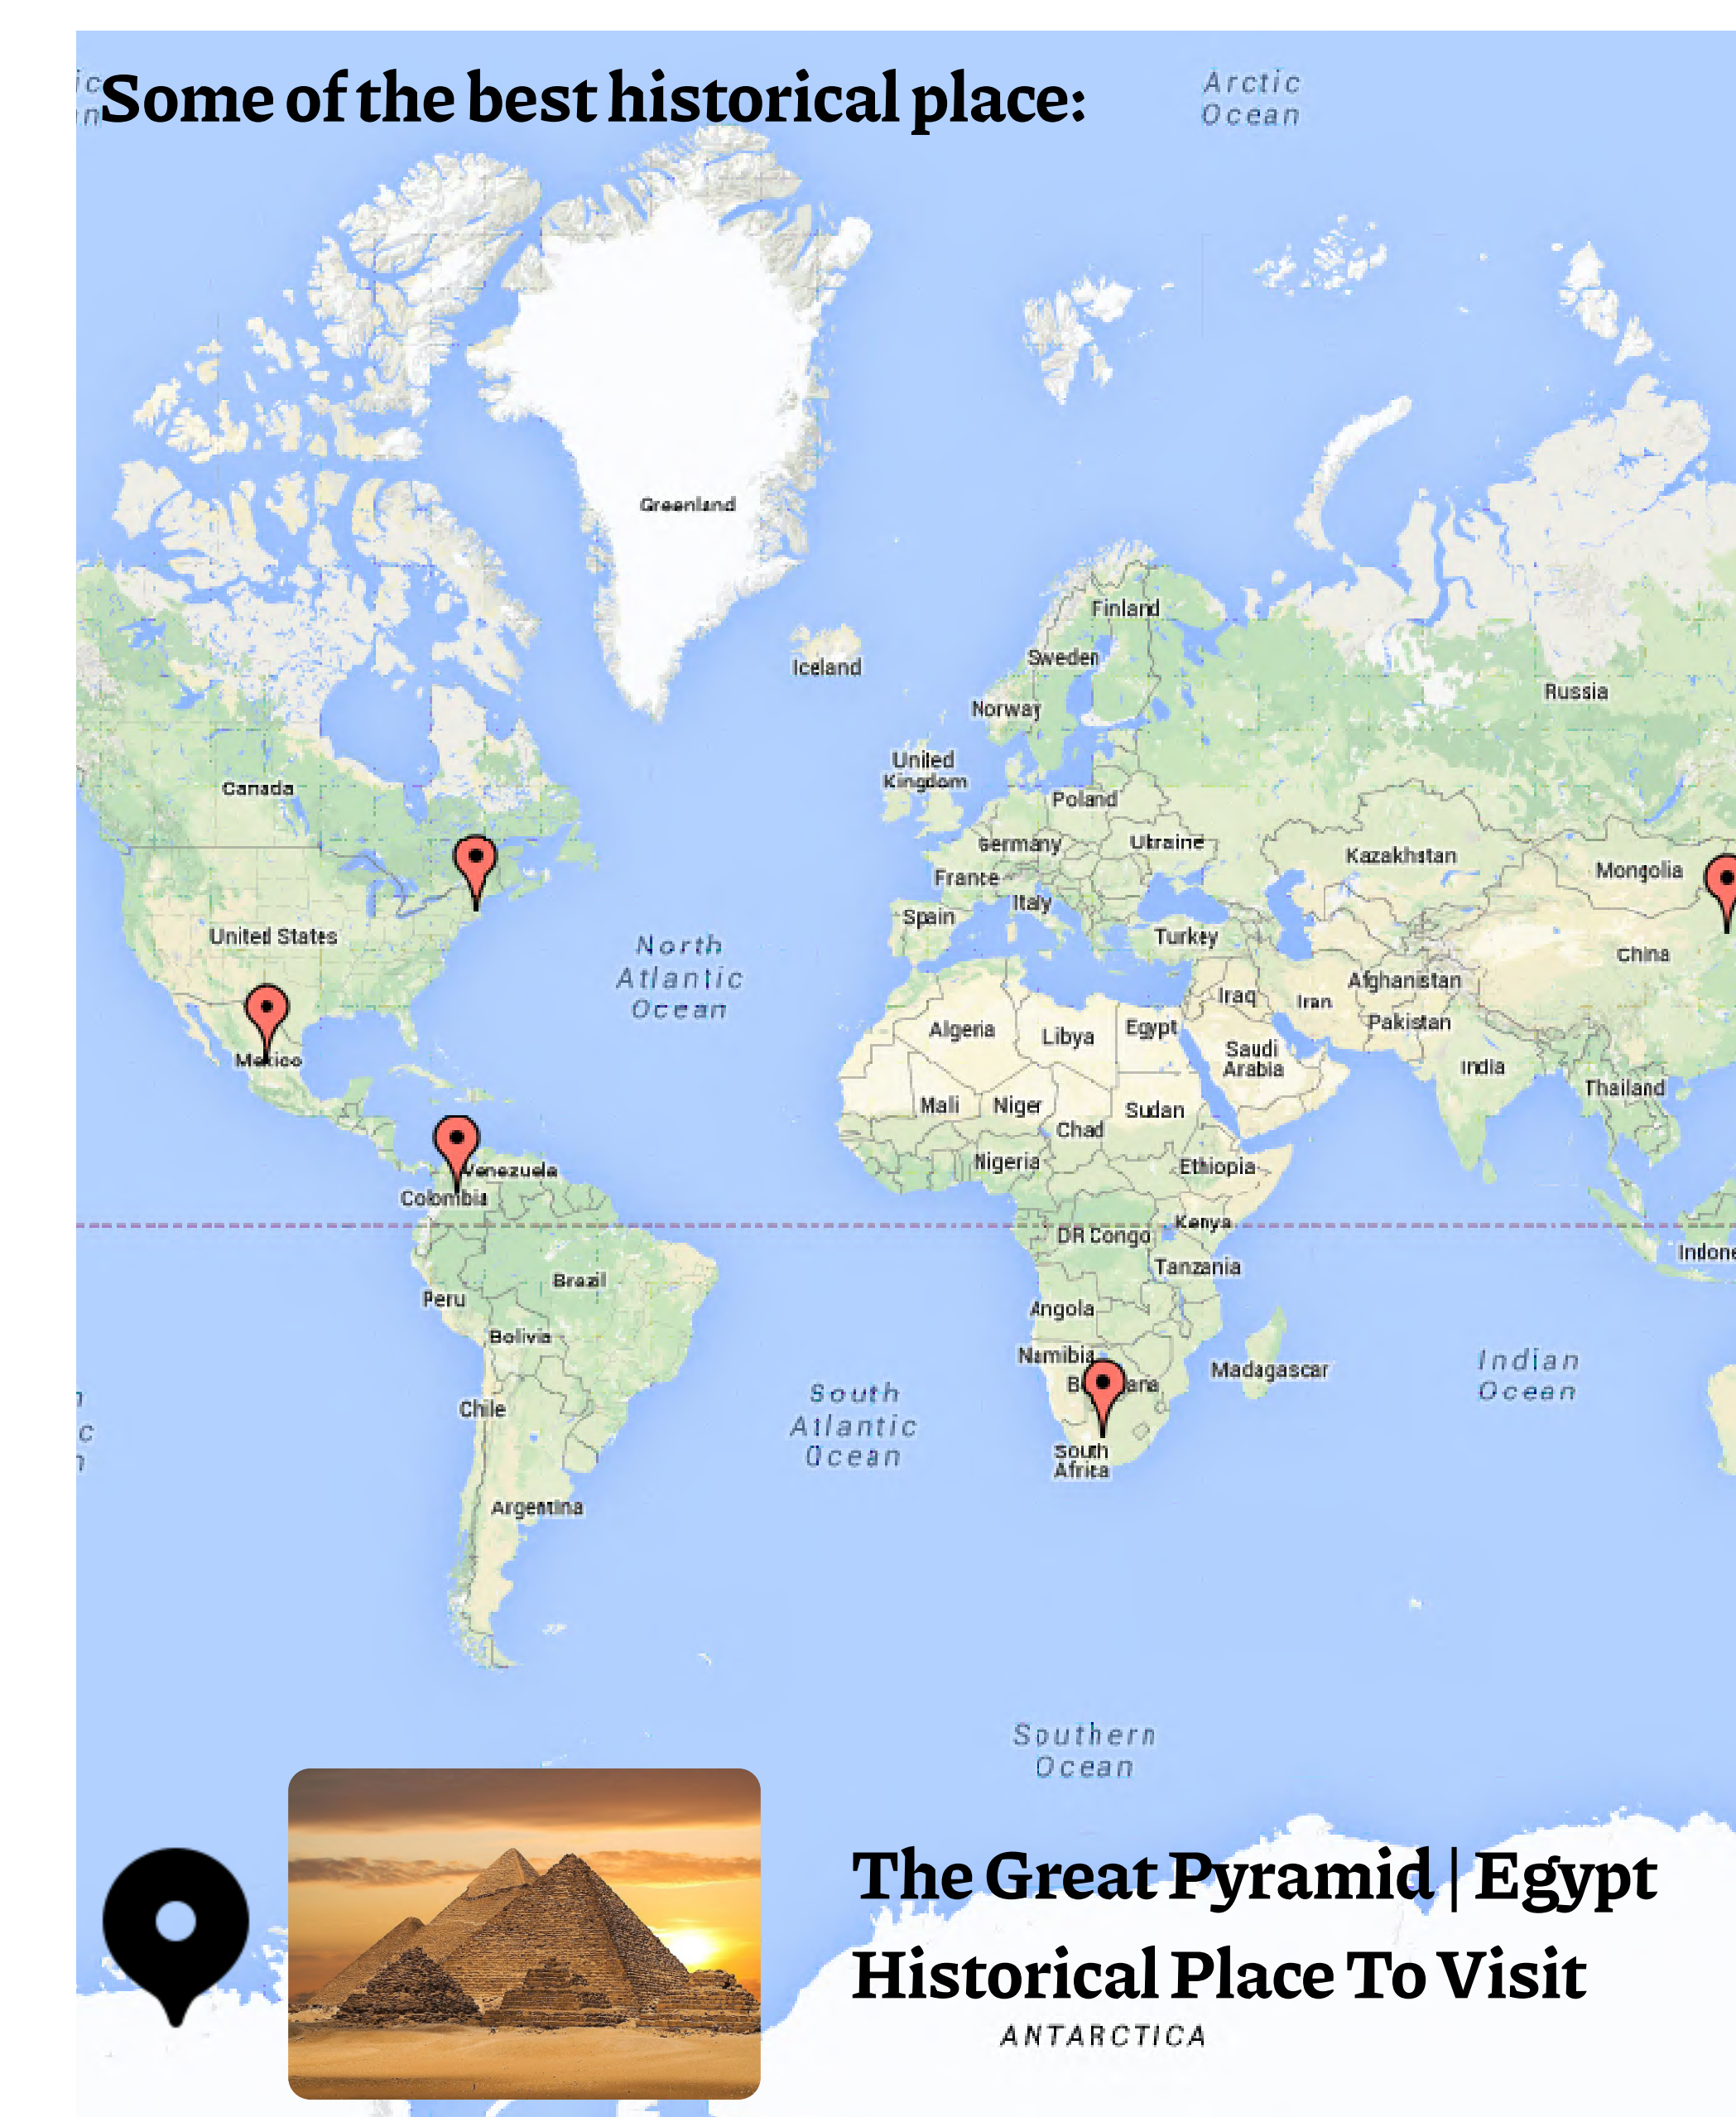 Some of the best historical place:
Arctic
Ocean
Greenland
Finland
Iceland
Sweden
Russia
Norway
United
Kingdom
Canada
Poland
Germany
Ukraine
Kazakhstan
Mongolia
France
Italy
Spain
United States
Turkey
North
Atlantic
Ocean
China
Afghanistan
Iraq
Iran
Pakistan
Algeria
Libya
Egypt
Saudi
Arabia
Mexico
India
Thailand
Mali
Niger
Sudan
Chad
Nigeria
Ethiopia
Venezuela
Colombia
Kenya
DR Congo
Indone
Tanzania
Brazil
Peru
Angola
Bolivia
Namibia
Madagascar
Indian
Ocean
South
Atlantic
Ocean
Chile
South
Africa
Argentina
Southern
Ocean
The Great Pyramid | Egypt
Historical Place To Visit
ANTARCTICA